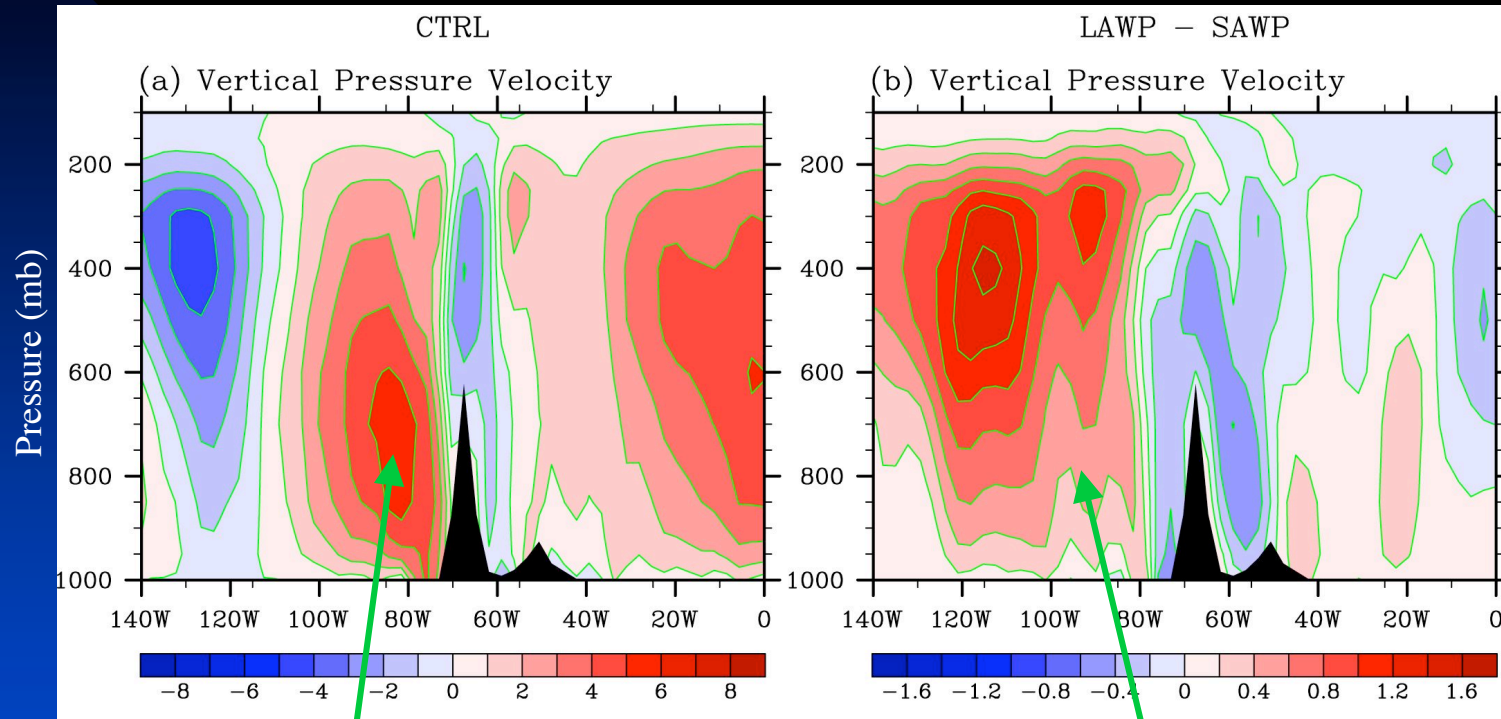 CTRL
LAWP − SAWP
(a) Vertical Pressure Velocity
(b) Vertical Pressure Velocity
Pressure (mb)
200
400
600
800
1000
140W 120W 100W 80W 60W 40W 20W 0
−8 −6 −4 −2 0 2 4 6 8
200
400
600
800
1000
140W 120W 100W 80W 60W 40W 20W 0
−1.6 −1.2 −0.8 −0.4 0 0.4 0.8 1.2 1.6